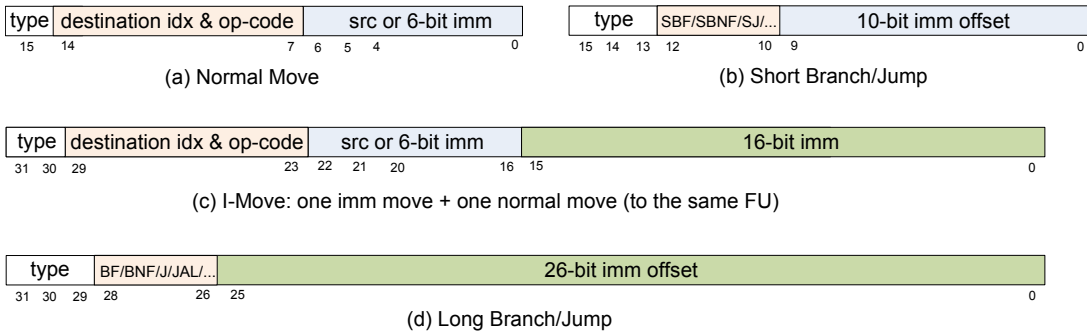 type destination idx & op-code src or 6-bit imm
15 14 7 6 5 4 0
(a) Normal Move
type SBF/SBNF/SJ/... 10-bit imm offset
15 14 13 12 10 9 0
(b) Short Branch/Jump
type destination idx & op-code src or 6-bit imm 16-bit imm
31 30 29 23 22 21 20 16 15 0
(c) I-Move: one imm move + one normal move (to the same FU)
type BF/BNF/J/JAL/... 26-bit imm offset
31 30 29 28 26 25 0
(d) Long Branch/Jump